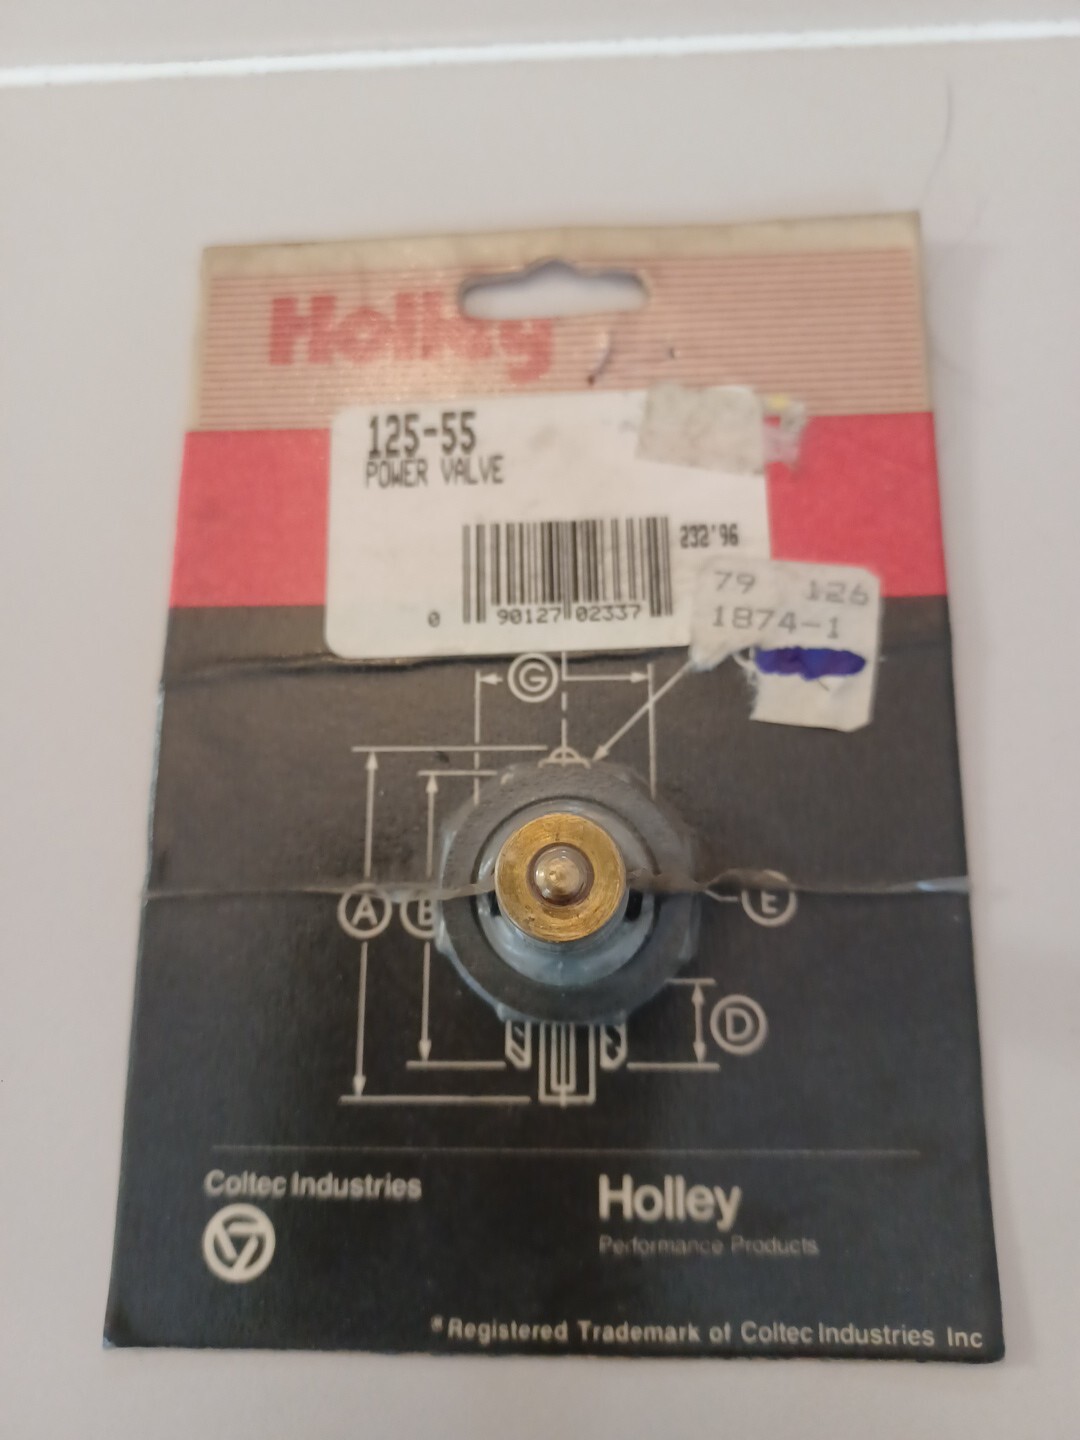 Holley
125-55
POWER VALVE
232'96
0 90127 02337
79 126
1874-1
G
A
B
E
D
Coltec Industries
Holley
Performance Products
®Registered Trademark of Coltec Industries Inc